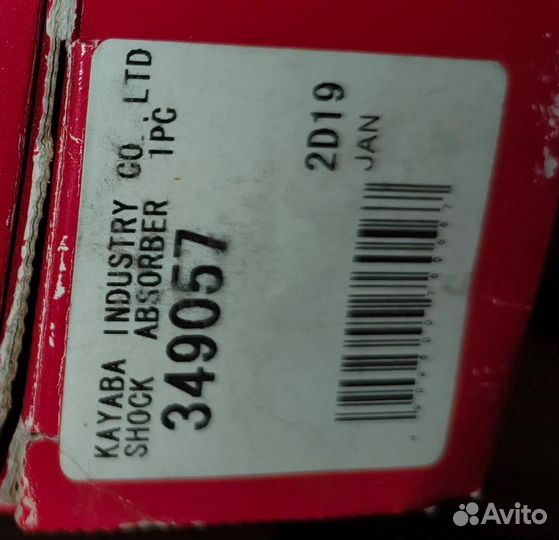 KAYABA INDUSTRY CO., LTD
SHOCK ABSORBER 1PC
349057
2D19
JAN
Avito